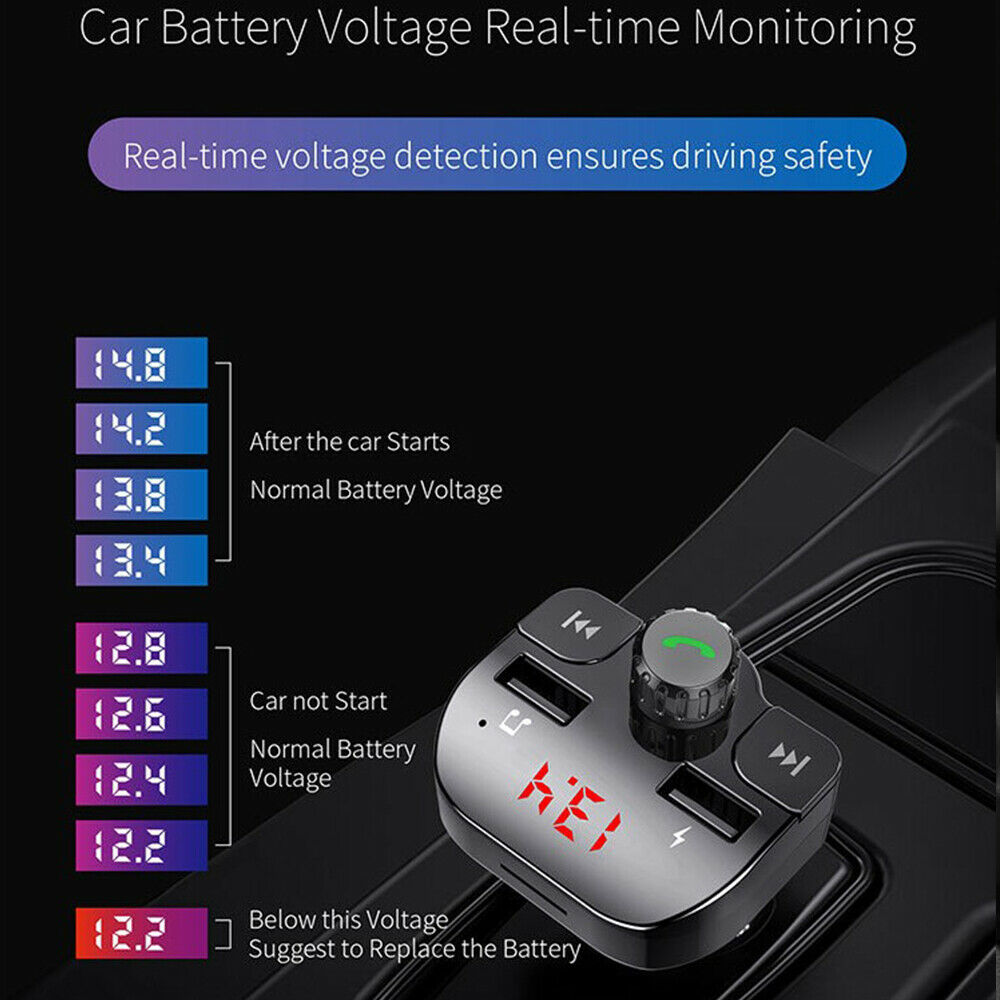 Car Battery Voltage Real-time Monitoring
Real-time voltage detection ensures driving safety
14.8
14.2
13.8
13.4
After the car Starts
Normal Battery Voltage
12.8
12.6
12.4
12.2
Car not Start
Normal Battery
Voltage
12.2
Below this Voltage
Suggest to Replace the Battery